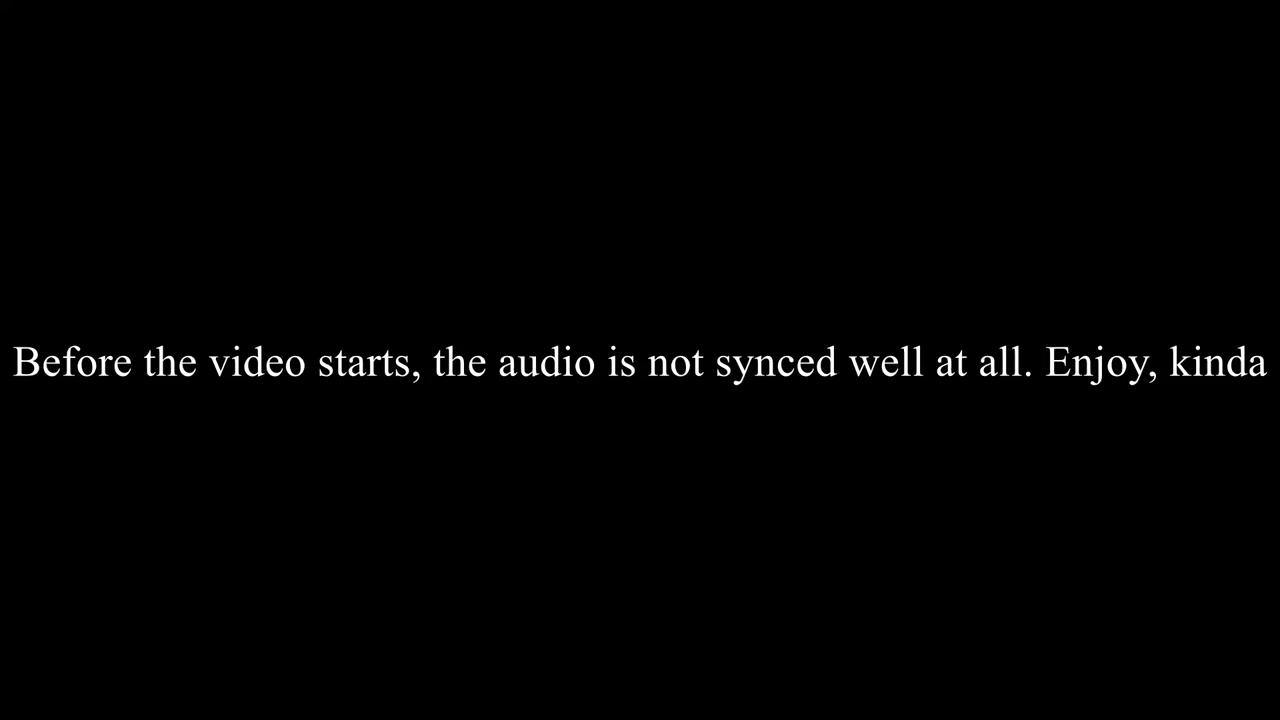 Before the video starts, the audio is not synced well at all. Enjoy, kinda